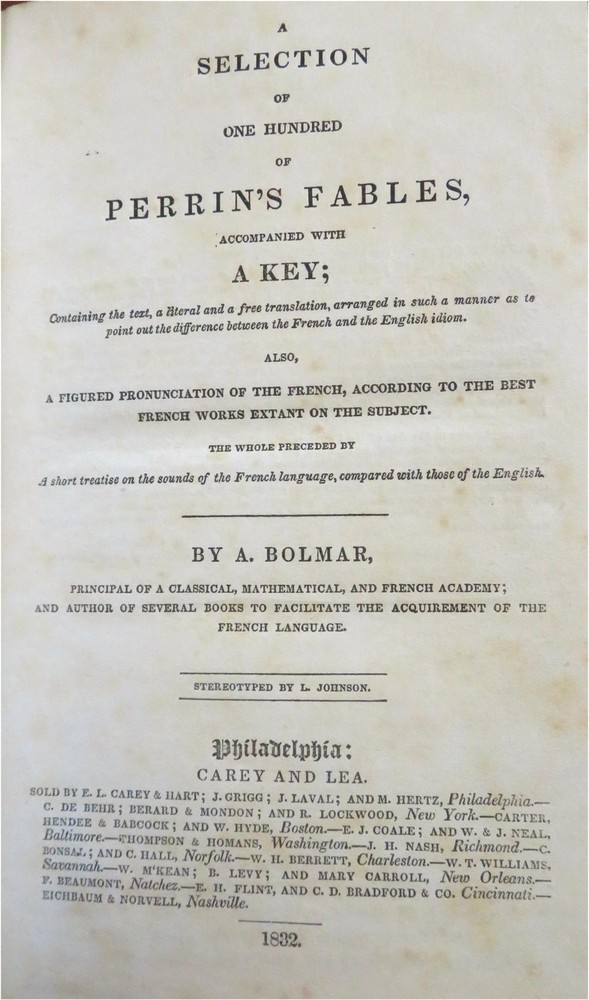 A
SELECTION
OF
ONE HUNDRED
OF
PERRIN'S FABLES,
ACCOMPANIED WITH
A KEY;
Containing the text, a literal and a free translation, arranged in such a manner as to
point out the difference between the French and the English idiom.
ALSO,
A FIGURED PRONUNCIATION OF THE FRENCH, ACCORDING TO THE BEST
FRENCH WORKS EXTANT ON THE SUBJECT.
THE WHOLE PRECEDED BY
A short treatise on the sounds of the French language, compared with those of the English.
BY A. BOLMAR,
PRINCIPAL OF A CLASSICAL, MATHEMATICAL, AND FRENCH ACADEMY;
AND AUTHOR OF SEVERAL BOOKS TO FACILITATE THE ACQUIREMENT OF THE
FRENCH LANGUAGE.
STEREOTYPED BY L. JOHNSON.
Philadelphia:
CAREY AND LEA.
SOLD BY E. L. CAREY & HART; J. GRIGG; J. LAVAL; AND M. HERTZ, Philadelphia.—
C. DE BEHR; BERARD & MONDON; AND R. LOCKWOOD, New York.—CARTER,
HENDEE & BABCOCK; AND W. HYDE, Boston.—E. J. COALE; AND W. & J. NEAL,
Baltimore.—THOMPSON & HOMANS, Washington.—J. H. NASH, Richmond.—C.
BONSAL; AND C. HALL, Norfolk.—W. H. BERRETT, Charleston.—W. T. WILLIAMS,
Savannah.—W. M'KEAN; B. LEVY; AND MARY CARROLL, New Orleans.—
F. BEAUMONT, Natchez.—E. H. FLINT, AND C. D. BRADFORD & CO. Cincinnati.—
EICHBAUM & NORVELL, Nashville.
1832.